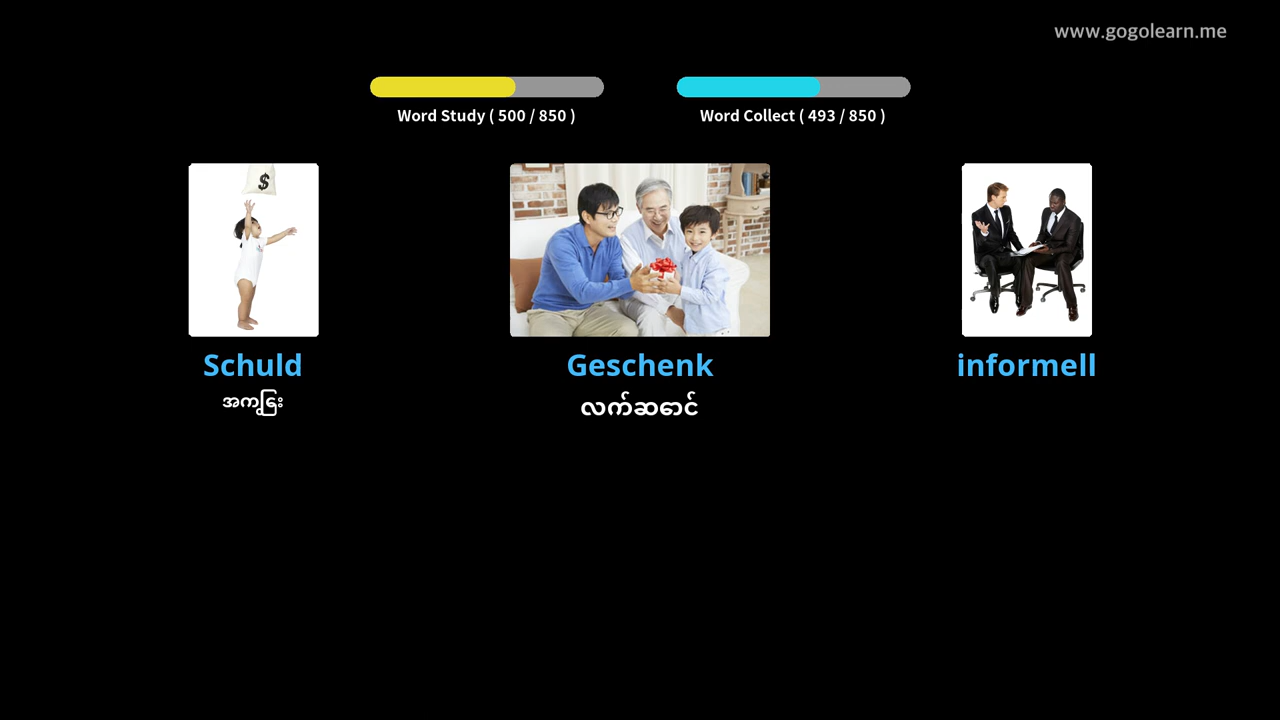 www.gogolearn.me
Word Study ( 500 / 850 )
Word Collect ( 493 / 850 )
$
Schuld
Geschenk
informell
အကြွေး
လက်ဆောင်